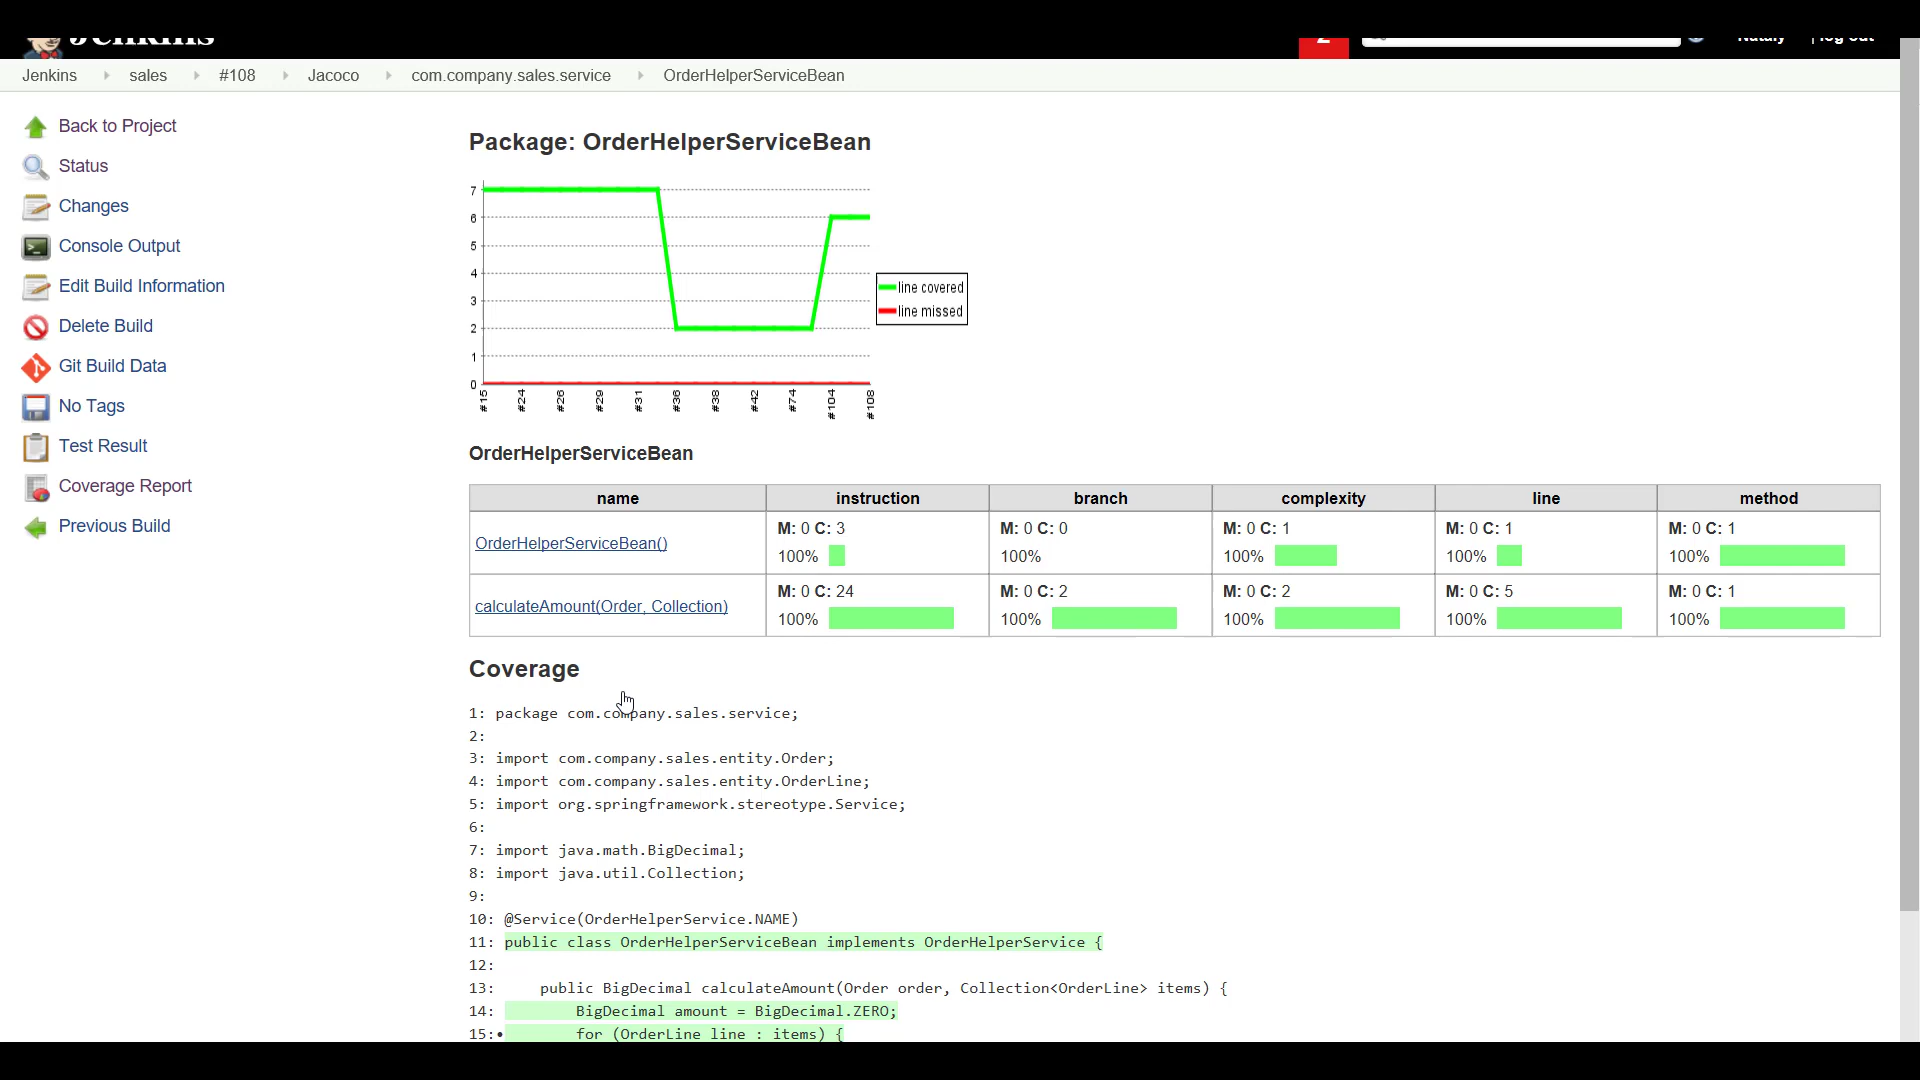 Jenkins
2
Nataly | log out
Jenkins sales #108 Jacoco com.company.sales.service OrderHelperServiceBean
Back to Project
Status
Changes
Console Output
Edit Build Information
Delete Build
Git Build Data
No Tags
Test Result
Coverage Report
Previous Build
Package: OrderHelperServiceBean
7
6
5
4
3
2
1
0
#15 #24 #26 #29 #31 #36 #38 #42 #74 #104 #108
line covered
line missed
OrderHelperServiceBean
name instruction branch complexity line method
M: 0 C: 3 M: 0 C: 0 M: 0 C: 1 M: 0 C: 1 M: 0 C: 1
OrderHelperServiceBean()
100% 100% 100% 100% 100%
M: 0 C: 24 M: 0 C: 2 M: 0 C: 2 M: 0 C: 5 M: 0 C: 1
calculateAmount(Order, Collection)
100% 100% 100% 100% 100%
Coverage
1: package com.company.sales.service;
2:
3: import com.company.sales.entity.Order;
4: import com.company.sales.entity.OrderLine;
5: import org.springframework.stereotype.Service;
6:
7: import java.math.BigDecimal;
8: import java.util.Collection;
9:
10: @Service(OrderHelperService.NAME)
11: public class OrderHelperServiceBean implements OrderHelperService {
12:
13: public BigDecimal calculateAmount(Order order, Collection<OrderLine> items) {
14: BigDecimal amount = BigDecimal.ZERO;
15:• for (OrderLine line : items) {